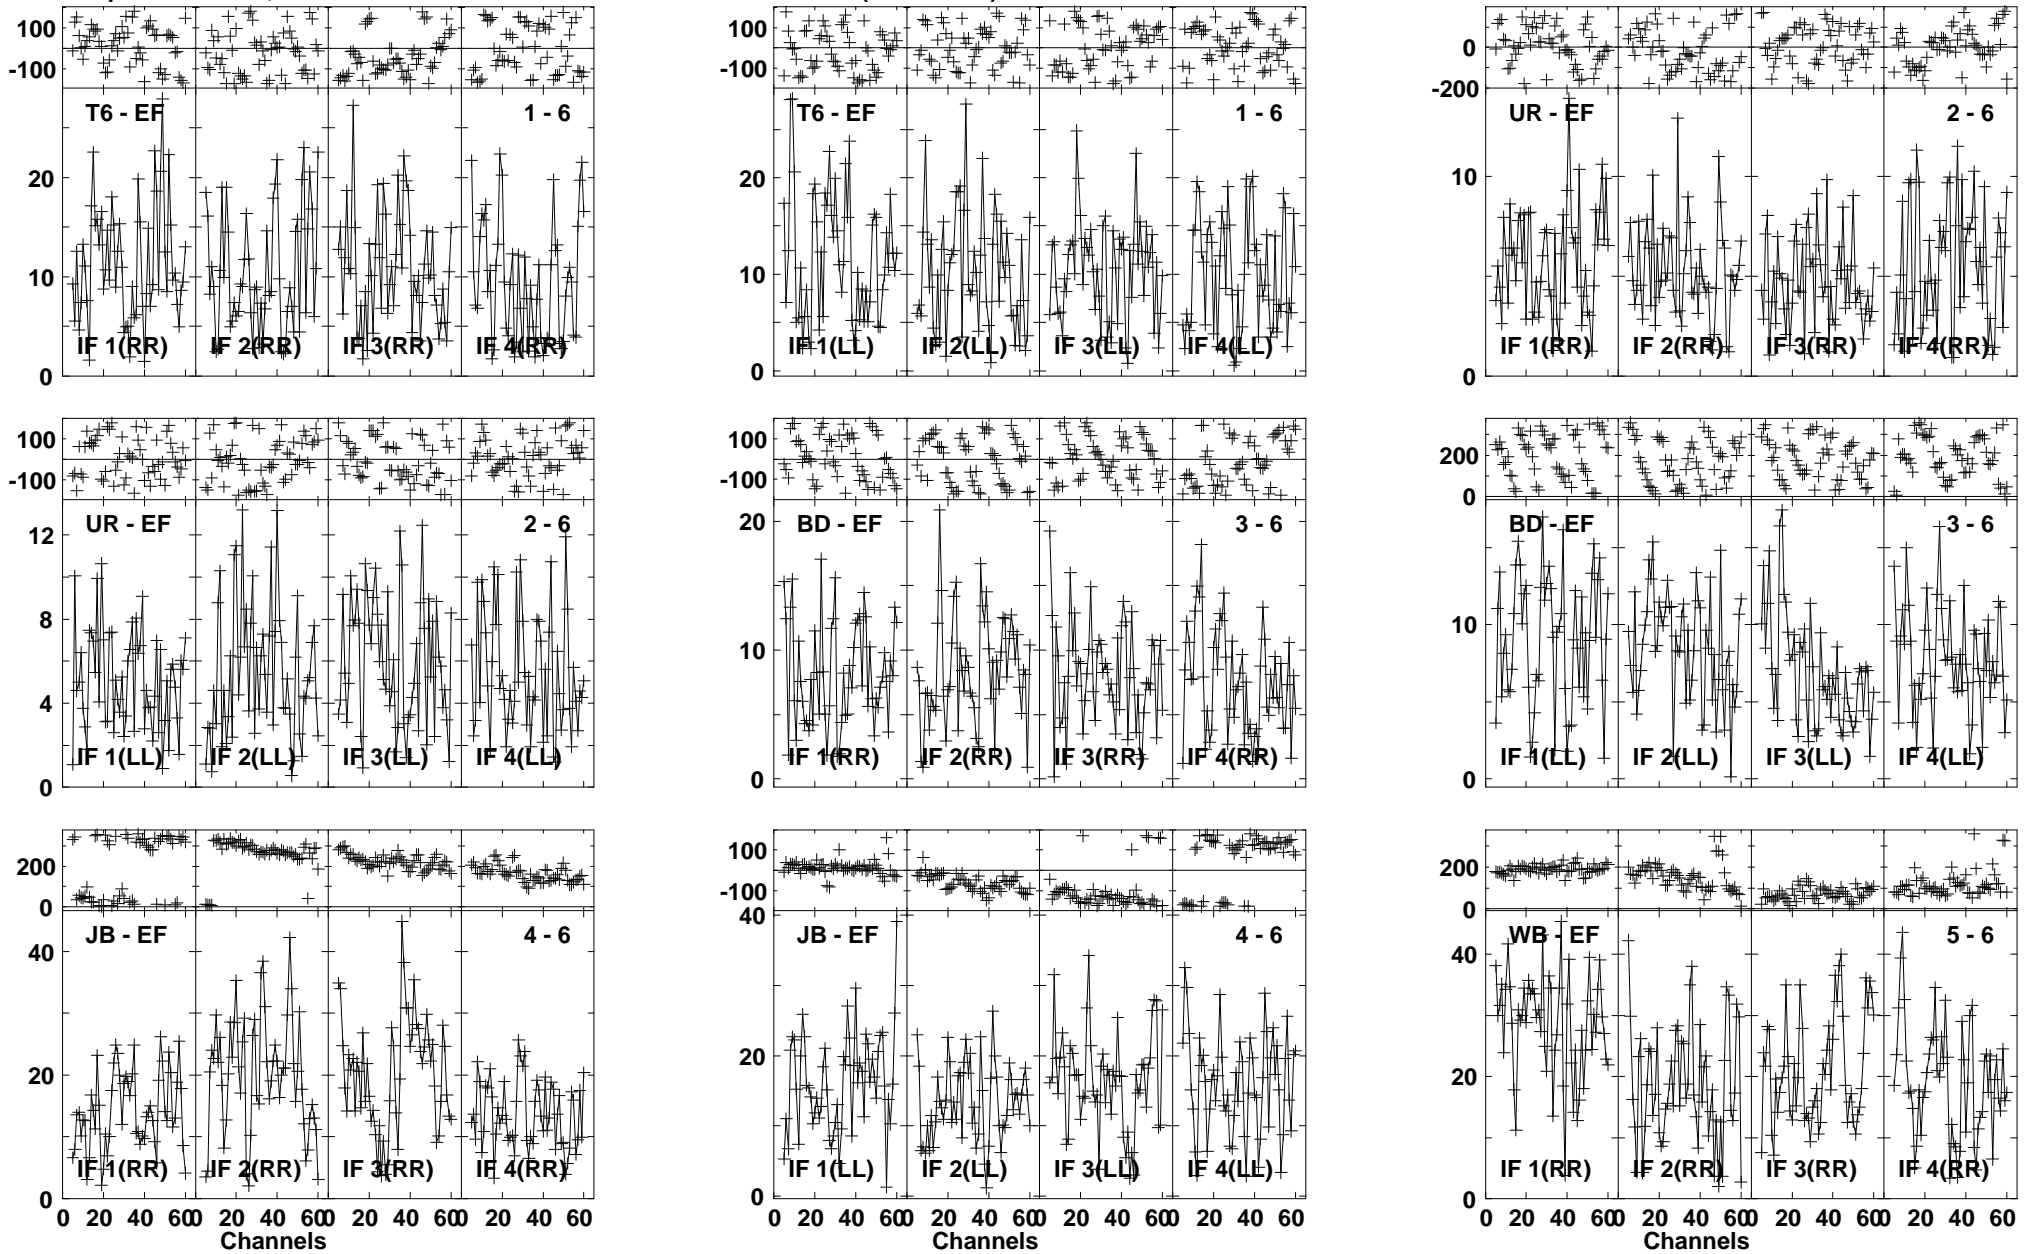 100 100 200
-100 -100 0
-200
T6 - EF 1 - 6 T6 - EF 1 - 6 UR - EF 2 - 6
20 20 10
10 10
IF 1(RR) IF 2(RR) IF 3(RR) IF 4(RR) IF 1(LL) IF 2(LL) IF 3(LL) IF 4(LL) IF 1(RR) IF 2(RR) IF 3(RR) IF 4(RR)
0 0 0
100 100 200
-100 -100 0
UR - EF 2 - 6 BD - EF 3 - 6 BD - EF 3 - 6
12 20
8 10 10
4
IF 1(LL) IF 2(LL) IF 3(LL) IF 4(LL) IF 1(RR) IF 2(RR) IF 3(RR) IF 4(RR) IF 1(LL) IF 2(LL) IF 3(LL) IF 4(LL)
0 0 0
200 100 200
0 -100 0
JB - EF 4 - 6 JB - EF 4 - 6 WB - EF 5 - 6
40 40 40
20 20 20
IF 1(RR) IF 2(RR) IF 3(RR) IF 4(RR) IF 1(LL) IF 2(LL) IF 3(LL) IF 4(LL) IF 1(RR) IF 2(RR) IF 3(RR) IF 4(RR)
0 0 0
0 20 40 60 0 20 40 60 0 20 40 60 0 20 40 60 0 20 40 60 0 20 40 60 0 20 40 60 0 20 40 60 0 20 40 60 0 20 40 60 0 20 40 60 0 20 40 60
Channels Channels Channels